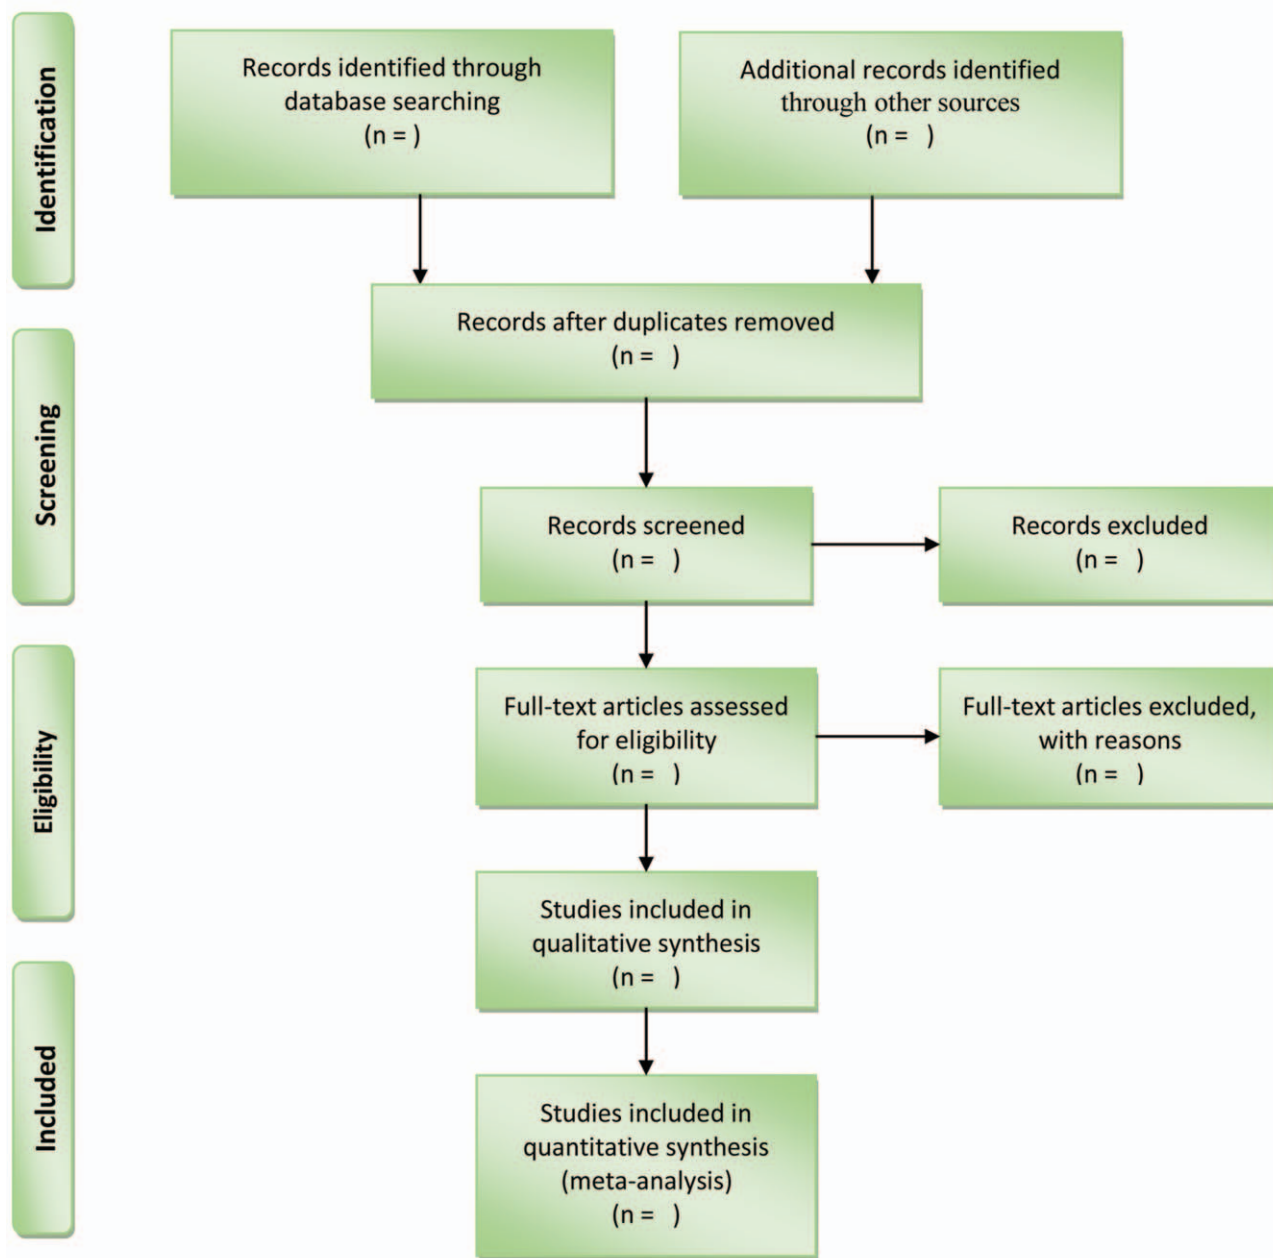 Identification
Records identified through
database searching
(n = )
Additional records identified
through other sources
(n =   )
Records after duplicates removed
(n =   )
Screening
Records screened
(n =   )
Records excluded
(n =   )
Eligibility
Full-text articles assessed
for eligibility
(n =   )
Full-text articles excluded,
with reasons
(n =   )
Studies included in
qualitative synthesis
(n =   )
Included
Studies included in
quantitative synthesis
(meta-analysis)
(n =   )